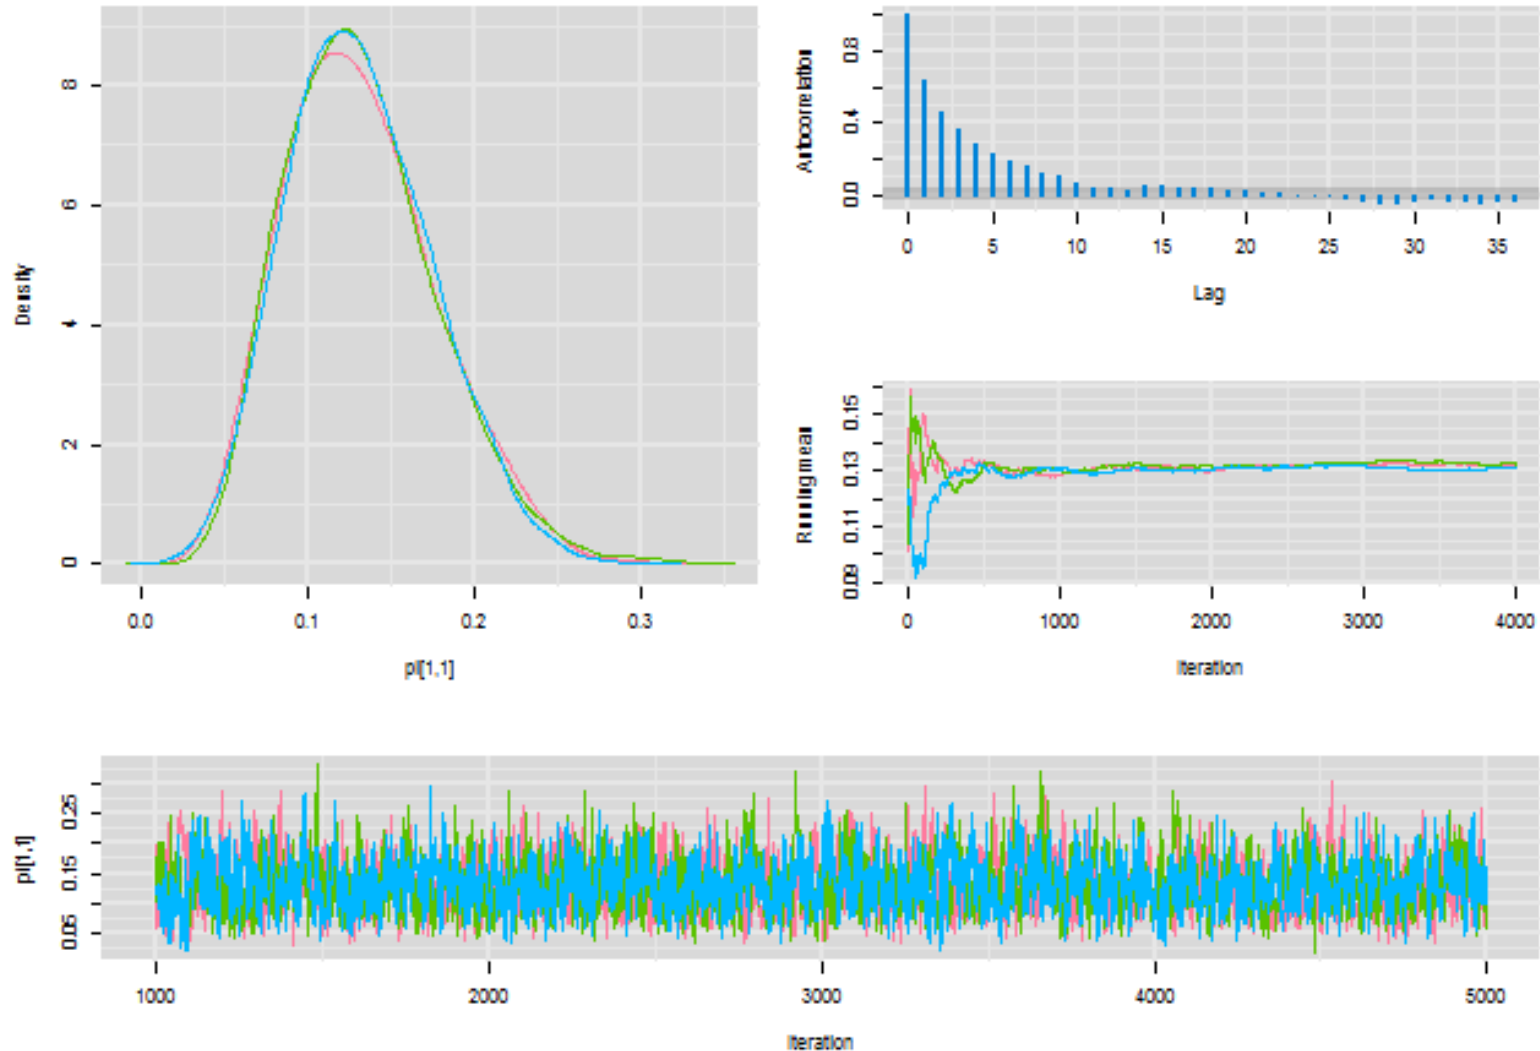 Density
8
6
4
2
0
0.0 0.1 0.2 0.3
pi[1,1]
Autocorrelation
0.8
0.4
0.0
0 5 10 15 20 25 30 35
Lag
Running mean
0.15
0.13
0.11
0.09
0 1000 2000 3000 4000
Iteration
pi[1,1]
0.25
0.15
0.05
1000 2000 3000 4000 5000
Iteration